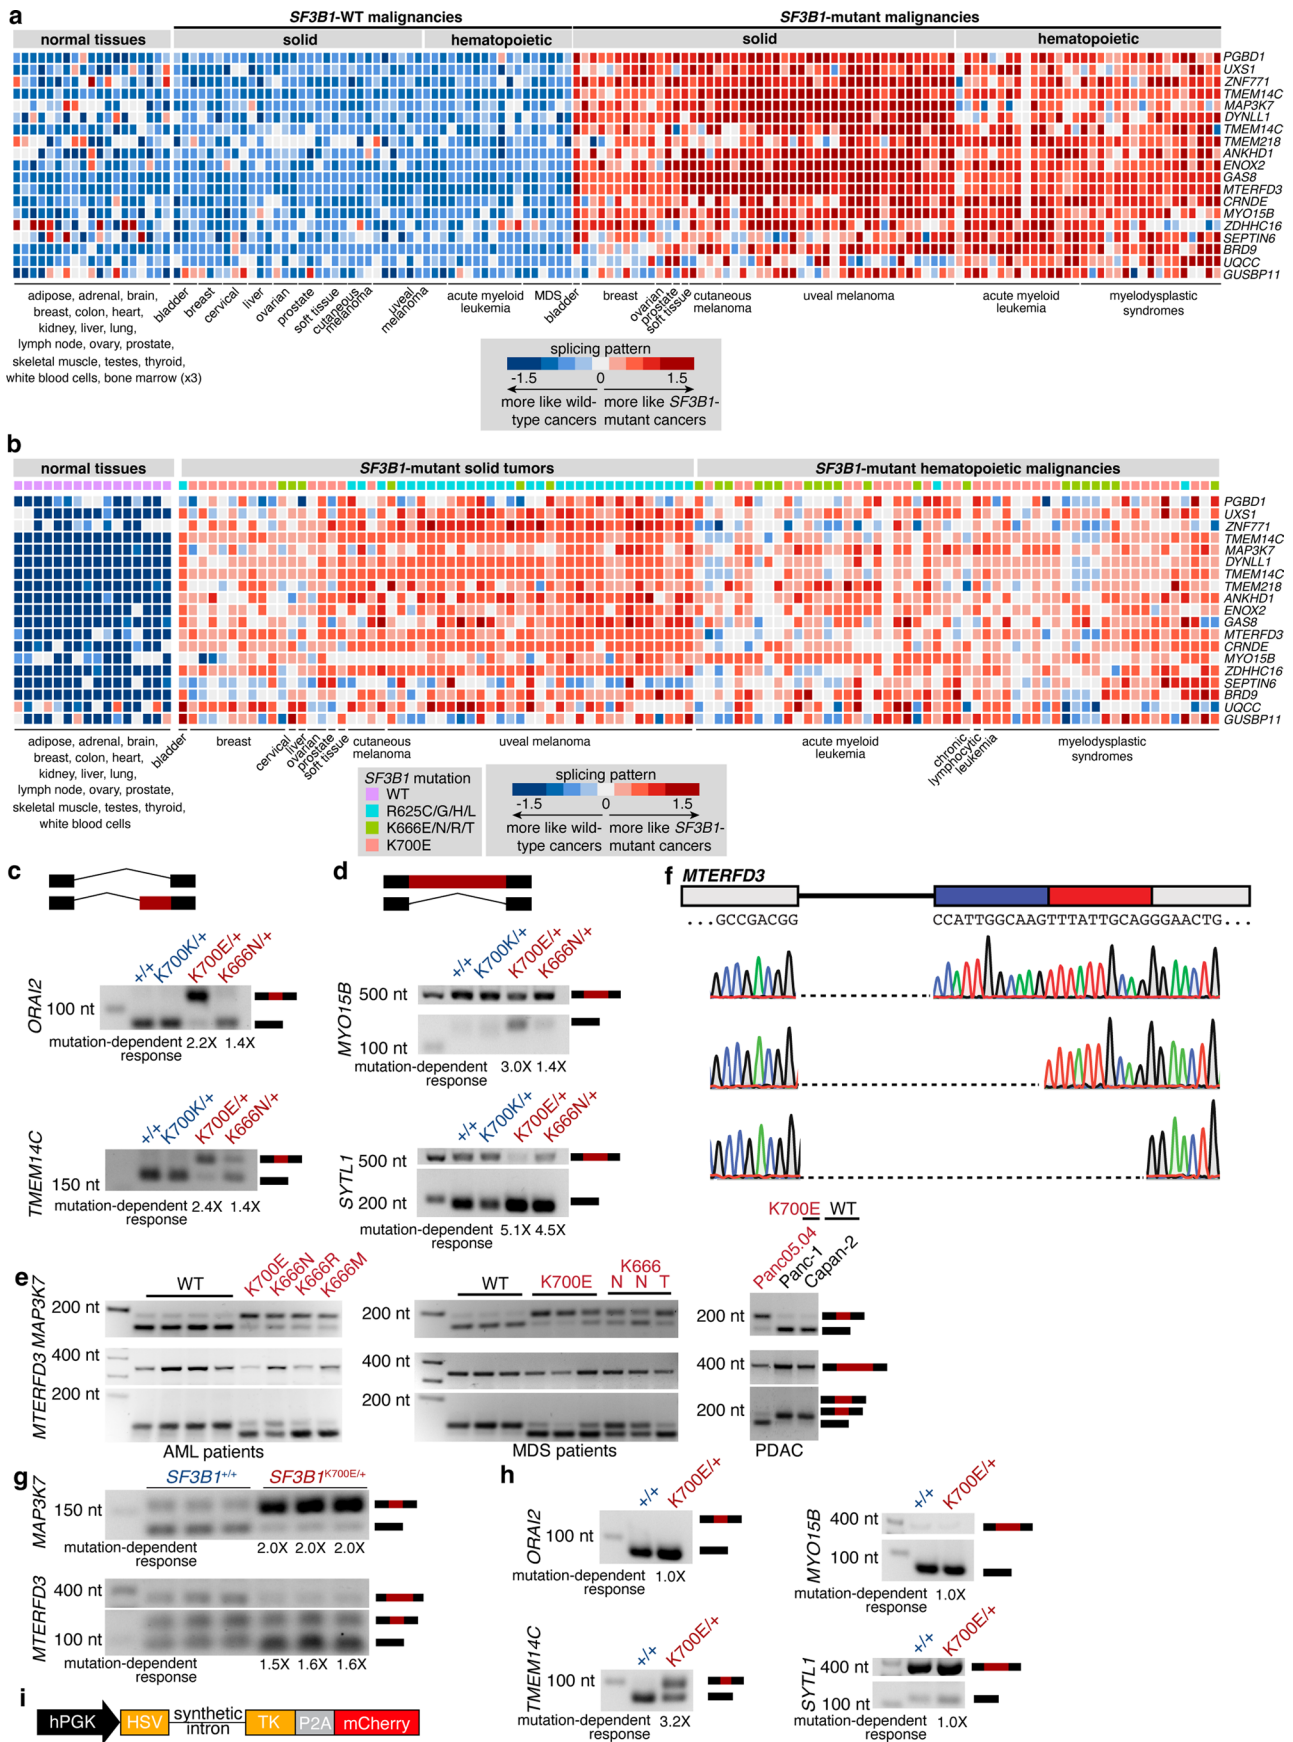 a
SF3B1-WT malignancies
SF3B1-mutant malignancies
normal tissues
solid
hematopoietic
solid
hematopoietic
PGBD1
UXS1
ZNF771
TMEM14C
MAP3K7
DYNLL1
TMEM14C
TMEM218
ANKHD1
ENOX2
GAS8
MTERFD3
CRNDE
MYO15B
ZDHHC16
SEPTIN6
BRD9
UQCC
GUSBP11
adipose, adrenal, brain,
breast, colon, heart,
kidney, liver, lung,
lymph node, ovary, prostate,
skeletal muscle, testes, thyroid,
white blood cells, bone marrow (x3)
bladder
breast
cervical
liver
ovarian
prostate
soft tissue
cutaneous
melanoma
uveal
melanoma
acute myeloid
leukemia
MDS
bladder
breast
ovarian
prostate
soft tissue
cutaneous
melanoma
uveal melanoma
acute myeloid
leukemia
myelodysplastic
syndromes
splicing pattern
-1.5 0 1.5
more like wild-
type cancers
more like SF3B1-
mutant cancers
b
normal tissues
SF3B1-mutant solid tumors
SF3B1-mutant hematopoietic malignancies
PGBD1
UXS1
ZNF771
TMEM14C
MAP3K7
DYNLL1
TMEM14C
TMEM218
ANKHD1
ENOX2
GAS8
MTERFD3
CRNDE
MYO15B
ZDHHC16
SEPTIN6
BRD9
UQCC
GUSBP11
adipose, adrenal, brain,
breast, colon, heart,
kidney, liver, lung,
lymph node, ovary, prostate,
skeletal muscle, testes, thyroid,
white blood cells
bladder
breast
cervical
liver
ovarian
prostate
soft tissue
cutaneous
melanoma
uveal melanoma
acute myeloid
leukemia
chronic
lymphocytic
leukemia
myelodysplastic
syndromes
SF3B1 mutation
WT
R625C/G/H/L
K666E/N/R/T
K700E
splicing pattern
-1.5 0 1.5
more like wild-
type cancers
more like SF3B1-
mutant cancers
c
+/+
K700K/+
K700E/+
K666N/+
ORAI2
100 nt
mutation-dependent
response
2.2X 1.4X
+/+
K700K/+
K700E/+
K666N/+
TMEM14C
150 nt
mutation-dependent
response
2.4X 1.4X
d
+/+
K700K/+
K700E/+
K666N/+
MYO15B
500 nt
100 nt
mutation-dependent
response
3.0X 1.4X
+/+
K700K/+
K700E/+
K666N/+
SYTL1
500 nt
200 nt
mutation-dependent
response
5.1X 4.5X
f
MTERFD3
...GCCGACGG
CCATTGGCAAGTTTATTGCAGGGAACTG...
e
WT
K700E
K666N
K666R
K666M
MAP3K7
200 nt
MTERFD3
400 nt
200 nt
AML patients
WT
K700E
K666
N N T
200 nt
400 nt
200 nt
MDS patients
K700E
WT
Panc05.04
Panc-1
Capan-2
200 nt
400 nt
200 nt
PDAC
g
SF3B1+/+
SF3B1K700E/+
MAP3K7
150 nt
mutation-dependent
response
2.0X 2.0X 2.0X
MTERFD3
400 nt
100 nt
mutation-dependent
response
1.5X 1.6X 1.6X
h
+/+
K700E/+
ORAI2
100 nt
mutation-dependent
response
1.0X
+/+
K700E/+
MYO15B
400 nt
100 nt
mutation-dependent
response
1.0X
+/+
K700E/+
TMEM14C
100 nt
mutation-dependent
response
3.2X
+/+
K700E/+
SYTL1
400 nt
100 nt
mutation-dependent
response
1.0X
i
hPGK
HSV
synthetic
intron
TK
P2A
mCherry